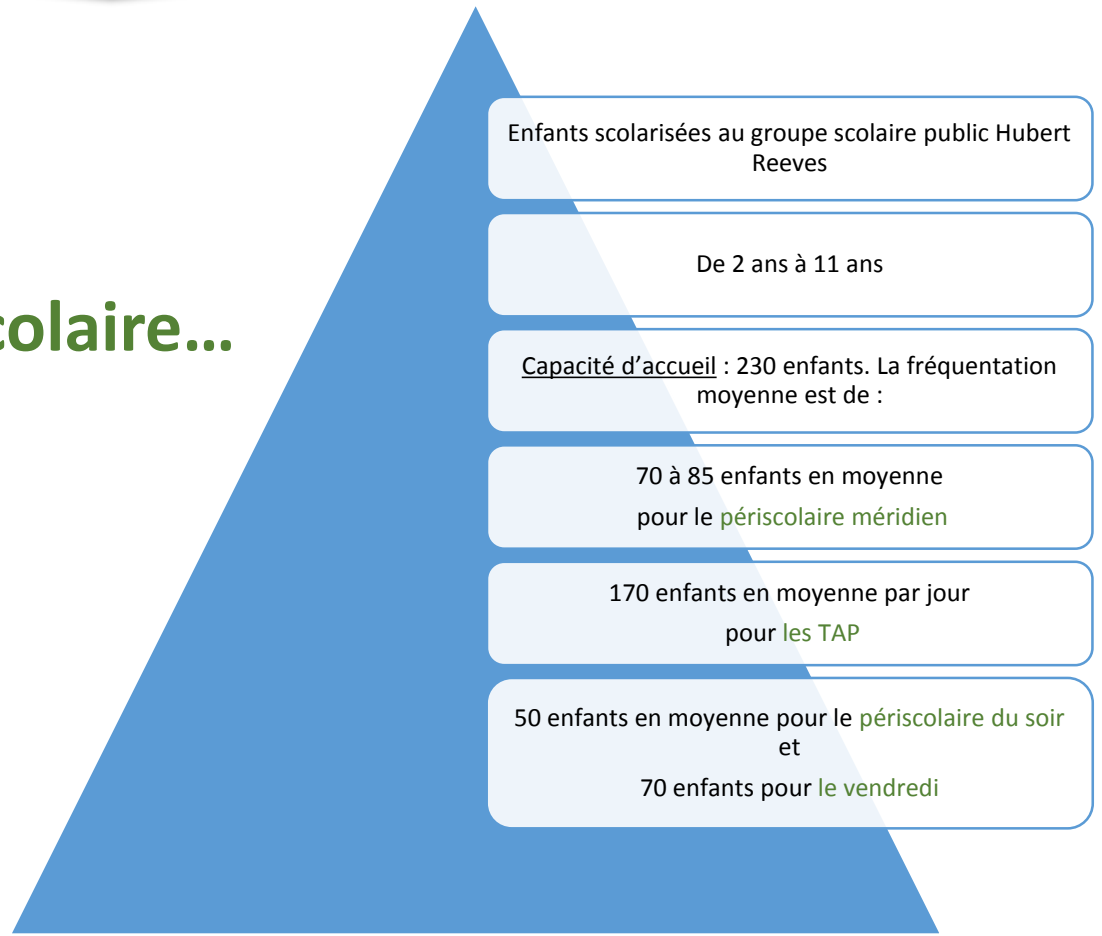 colaire…
Enfants scolarisées au groupe scolaire public Hubert
Reeves
De 2 ans à 11 ans
Capacité d’accueil : 230 enfants. La fréquentation
moyenne est de :
70 à 85 enfants en moyenne
pour le périscolaire méridien
170 enfants en moyenne par jour
pour les TAP
50 enfants en moyenne pour le périscolaire du soir
et
70 enfants pour le vendredi